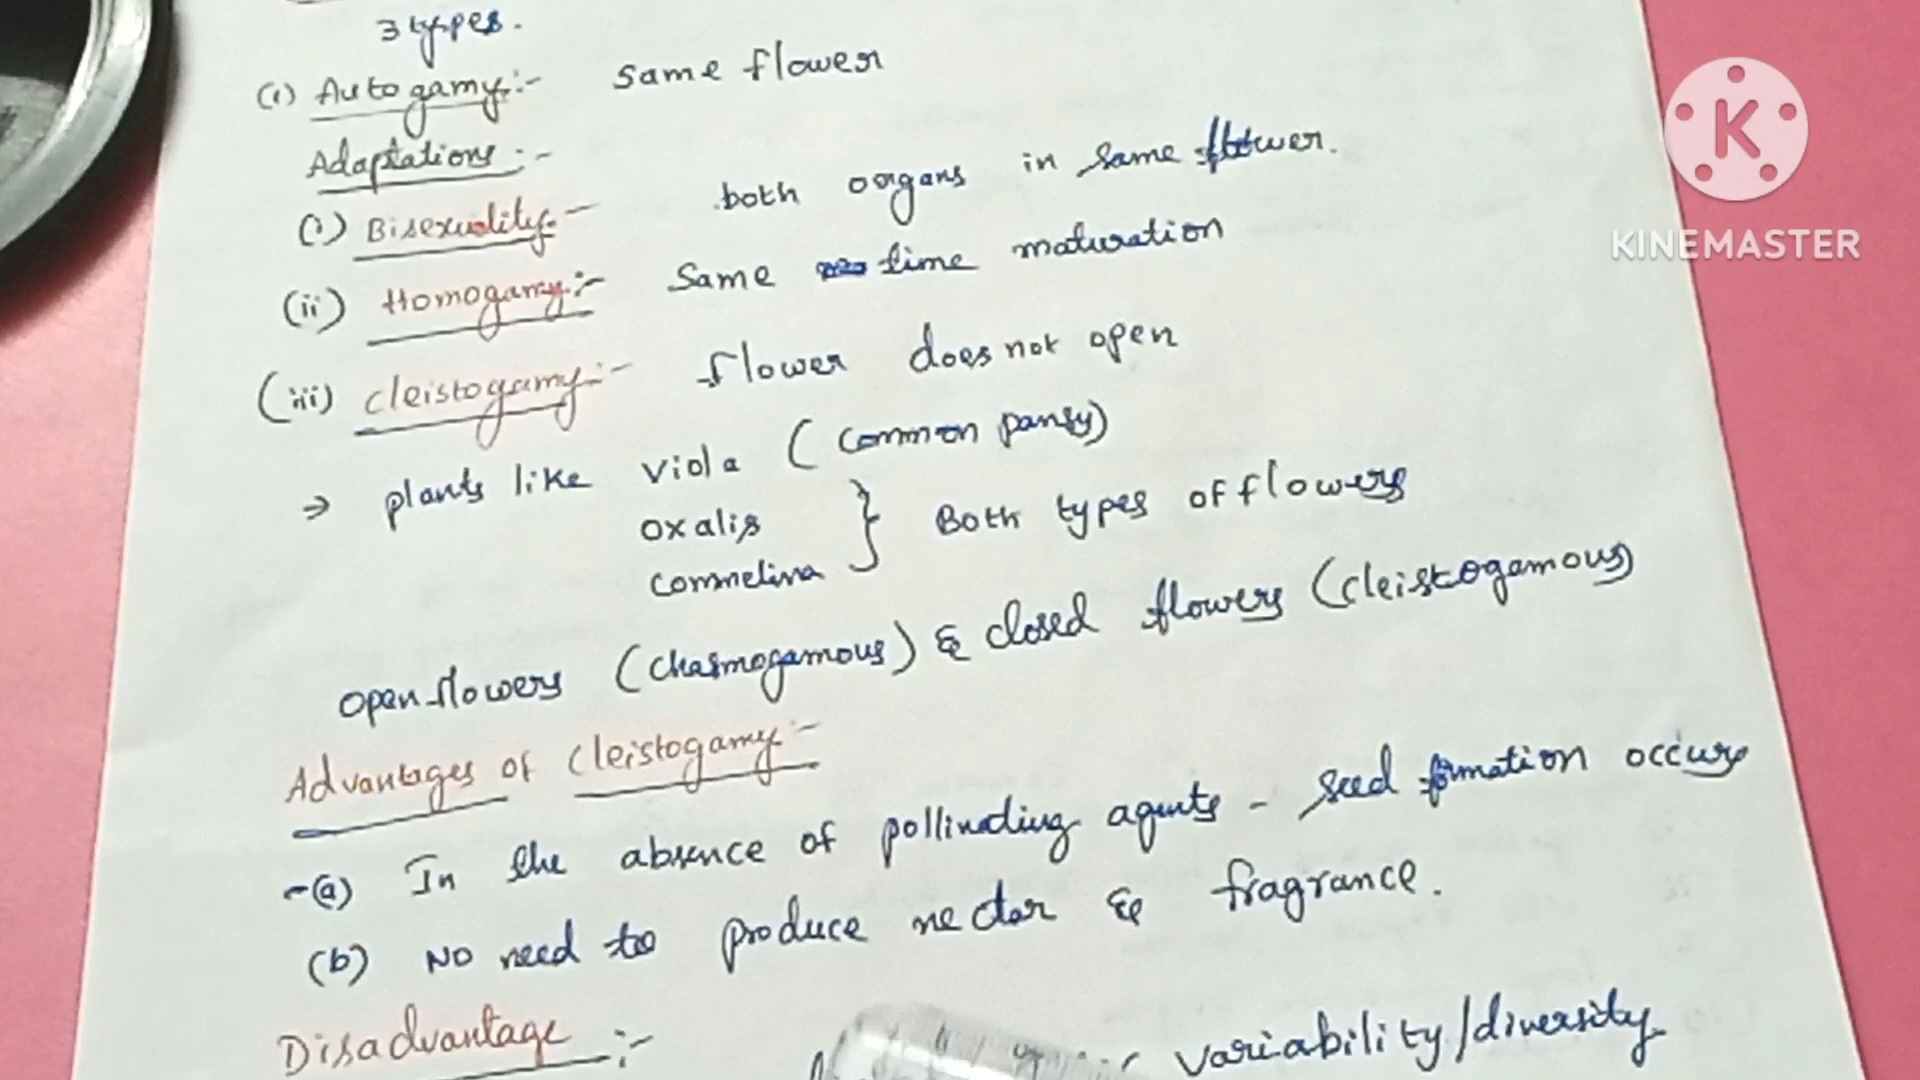 3 types.
(i) Autogamy:- same flower
Adaptations:-
(i) Bisexuality- both organs in same flower.
(ii) Homogamy:- Same time maturation
(iii) cleistogamy:- flower does not open
→ plants like viola (common pansy)
oxalis
commelina } Both types of flowers
open flowers (chasmogamous) & closed flowers (cleistogamous)
Advantages of cleistogamy:-
-(a) In the absence of pollinating agents - seed formation occurs
(b) No need to produce nectar & fragrance.
Disadvantage :- variability/diversity
K
KINEMASTER